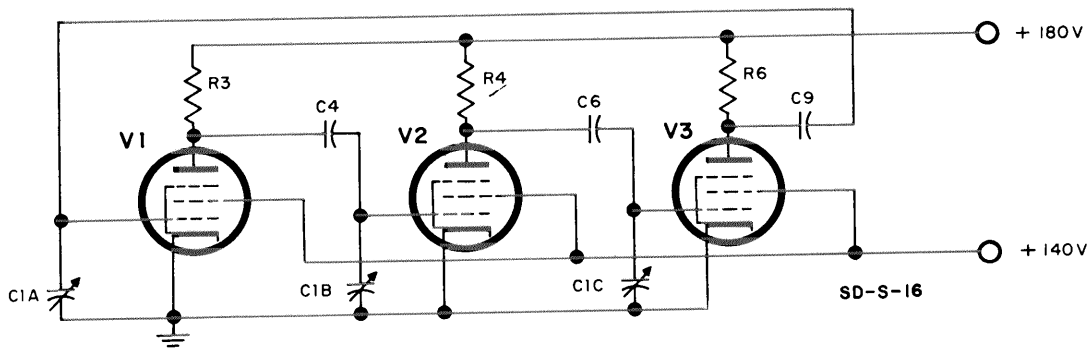 + 180V
R3
R4
R6
C4
C6
C9
V1
V2
V3
+ 140V
C1A
C1B
C1C
SD-S-16